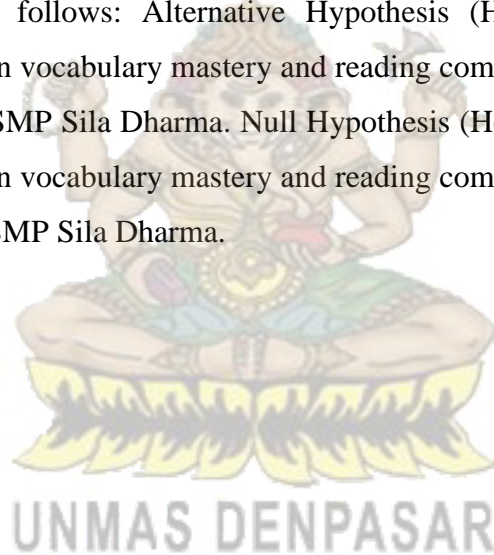 follows: Alternative Hypothesis (H
n vocabulary mastery and reading com
SMP Sila Dharma. Null Hypothesis (H
n vocabulary mastery and reading com
SMP Sila Dharma.
UNMAS DENPASAR